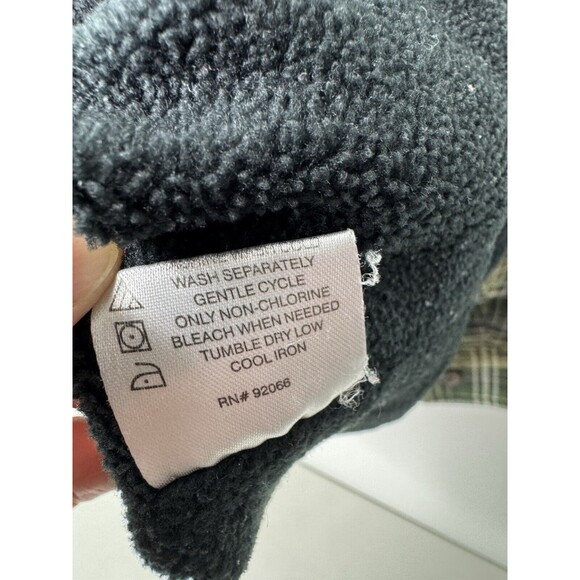 WASH SEPARATELY
GENTLE CYCLE
ONLY NON-CHLORINE
BLEACH WHEN NEEDED
TUMBLE DRY LOW
COOL IRON
RN# 92066